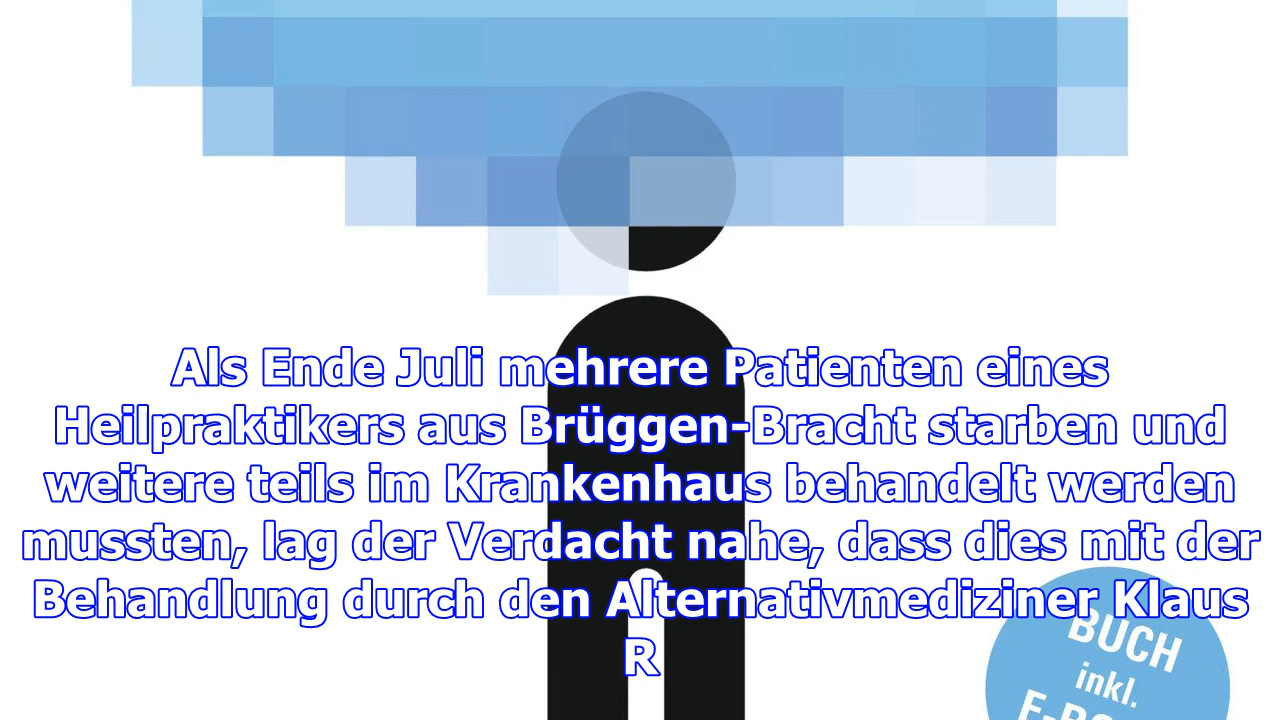 Als Ende Juli mehrere Patienten eines
Heilpraktikers aus Brüggen-Bracht starben und
weitere teils im Krankenhaus behandelt werden
mussten, lag der Verdacht nahe, dass dies mit der
Behandlung durch den Alternativmediziner Klaus
R
BUCH
inkl.